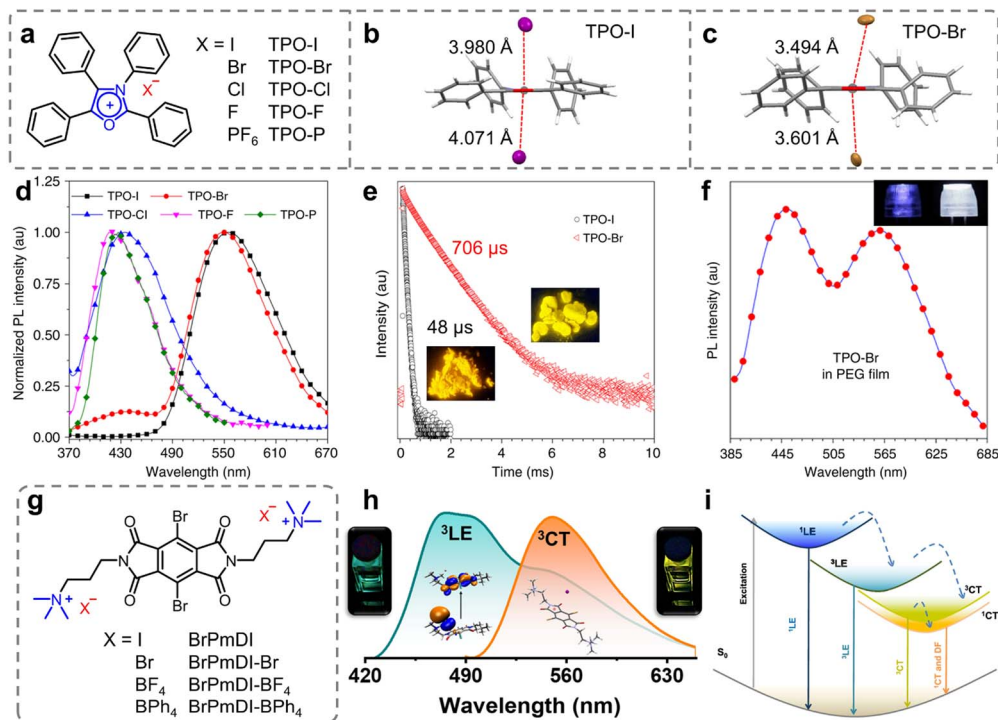 a
X = I TPO-I
Br TPO-Br
Cl TPO-Cl
F TPO-F
PF6 TPO-P
N
X⁻
+
O
b
TPO-I
3.980 Å
4.071 Å
c
TPO-Br
3.494 Å
3.601 Å
d
TPO-I TPO-Br
TPO-Cl TPO-F TPO-P
Normalized PL intensity (au)
1.25
1.00
0.75
0.50
0.25
0.00
370 430 490 550 610 670
Wavelength (nm)
e
TPO-I
TPO-Br
706 µs
48 µs
Intensity (au)
0 2 4 6 8 10
Time (ms)
f
PL intensity (au)
TPO-Br
in PEG film
385 445 505 565 625 685
Wavelength (nm)
g
X⁻
+
N
O Br O
N N
O Br O
N
+
X⁻
X = I BrPmDI
Br BrPmDI-Br
BF4 BrPmDI-BF4
BPh4 BrPmDI-BPh4
h
³LE
³CT
420 490 560 630
Wavelength (nm)
i
¹LE
³LE
³CT
¹CT
Excitation
S0
¹LE
³LE
³CT
¹CT and DF